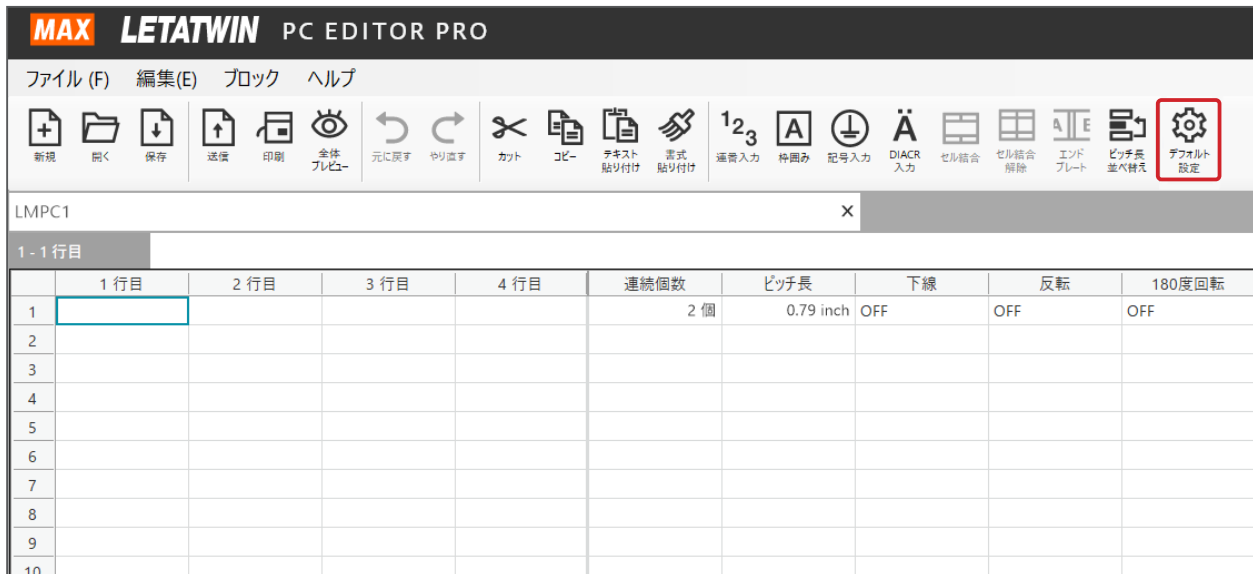 MAX LETATWIN PC EDITOR PRO
ファイル (F) 編集(E) ブロック ヘルプ
新規 開く 保存 送信 印刷 全体プレビュー 元に戻す やり直す カット コピー テキスト貼り付け 書式貼り付け 連番入力 枠囲み 記号入力 DIACR入力 セル結合 セル結合解除 エンドプレート ピッチ長並べ替え デフォルト設定
LMPC1
1 - 1 行目
1 行目 2 行目 3 行目 4 行目 連続個数 ピッチ長 下線 反転 180度回転
1 2 個 0.79 inch OFF OFF OFF
2
3
4
5
6
7
8
9
10